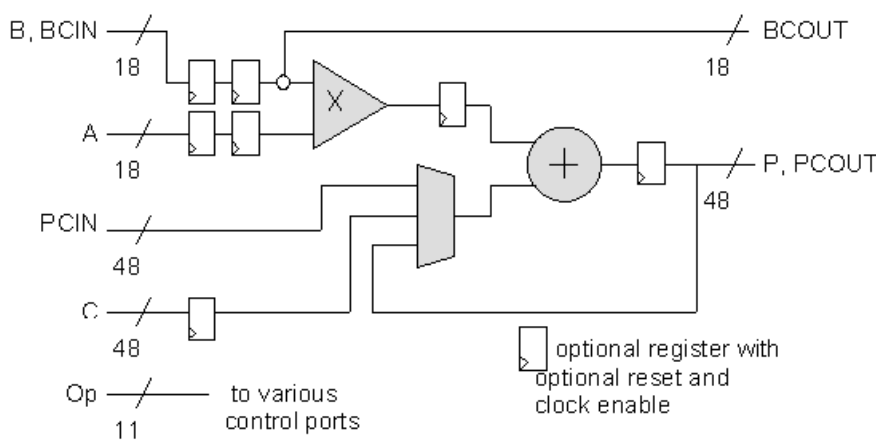 B, BCIN
18
BCOUT
18
X
A
18
+
P, PCOUT
48
PCIN
48
C
48
optional register with
optional reset and
clock enable
Op
11
to various
control ports